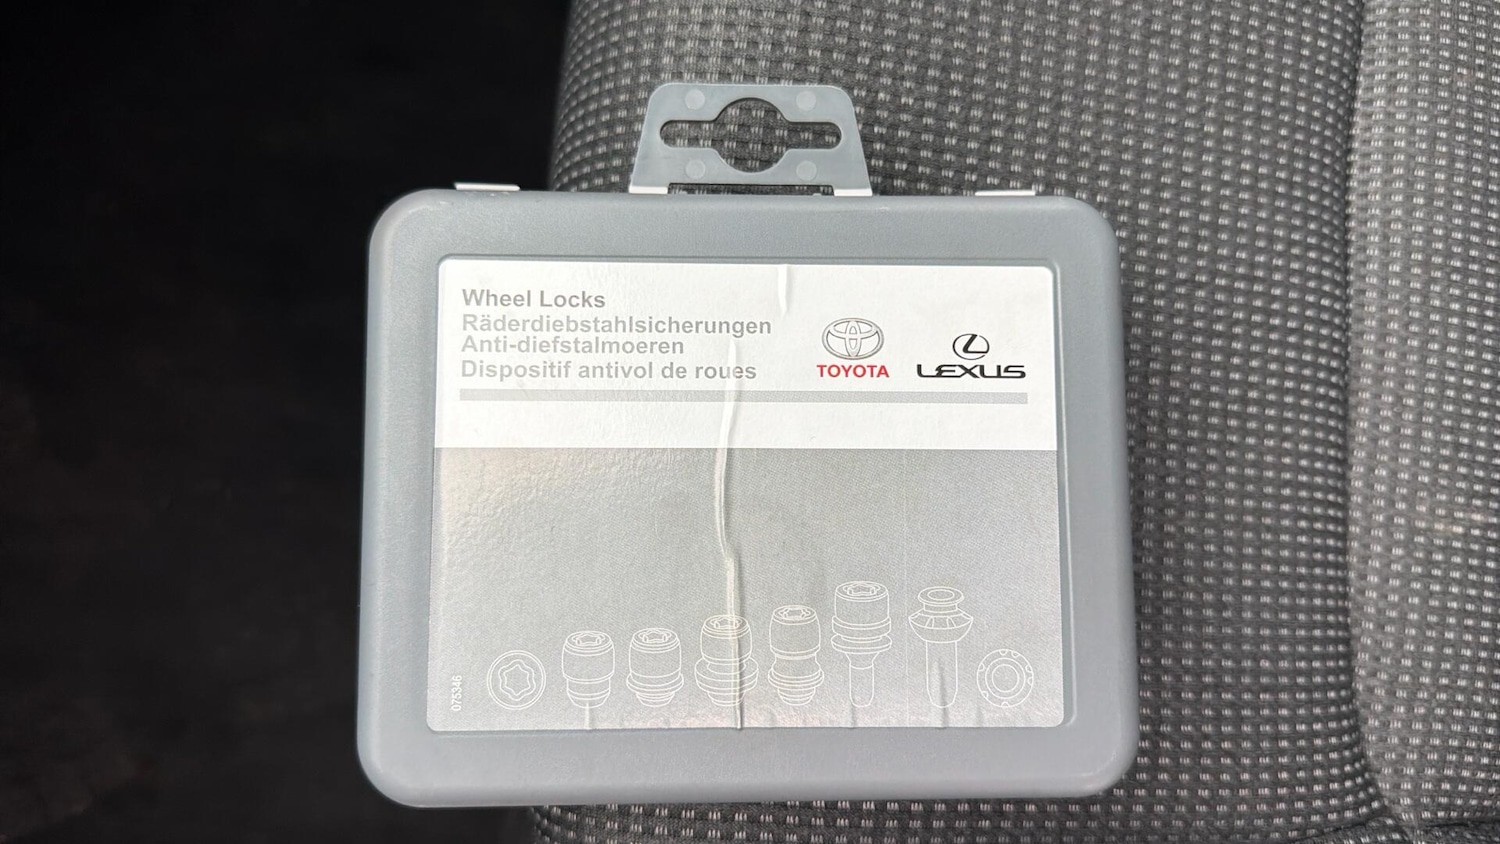 Wheel Locks
Räderdiebstahlsicherungen
Anti-diefstalmoeren
Dispositif antivol de roues
TOYOTA
LEXUS
075346